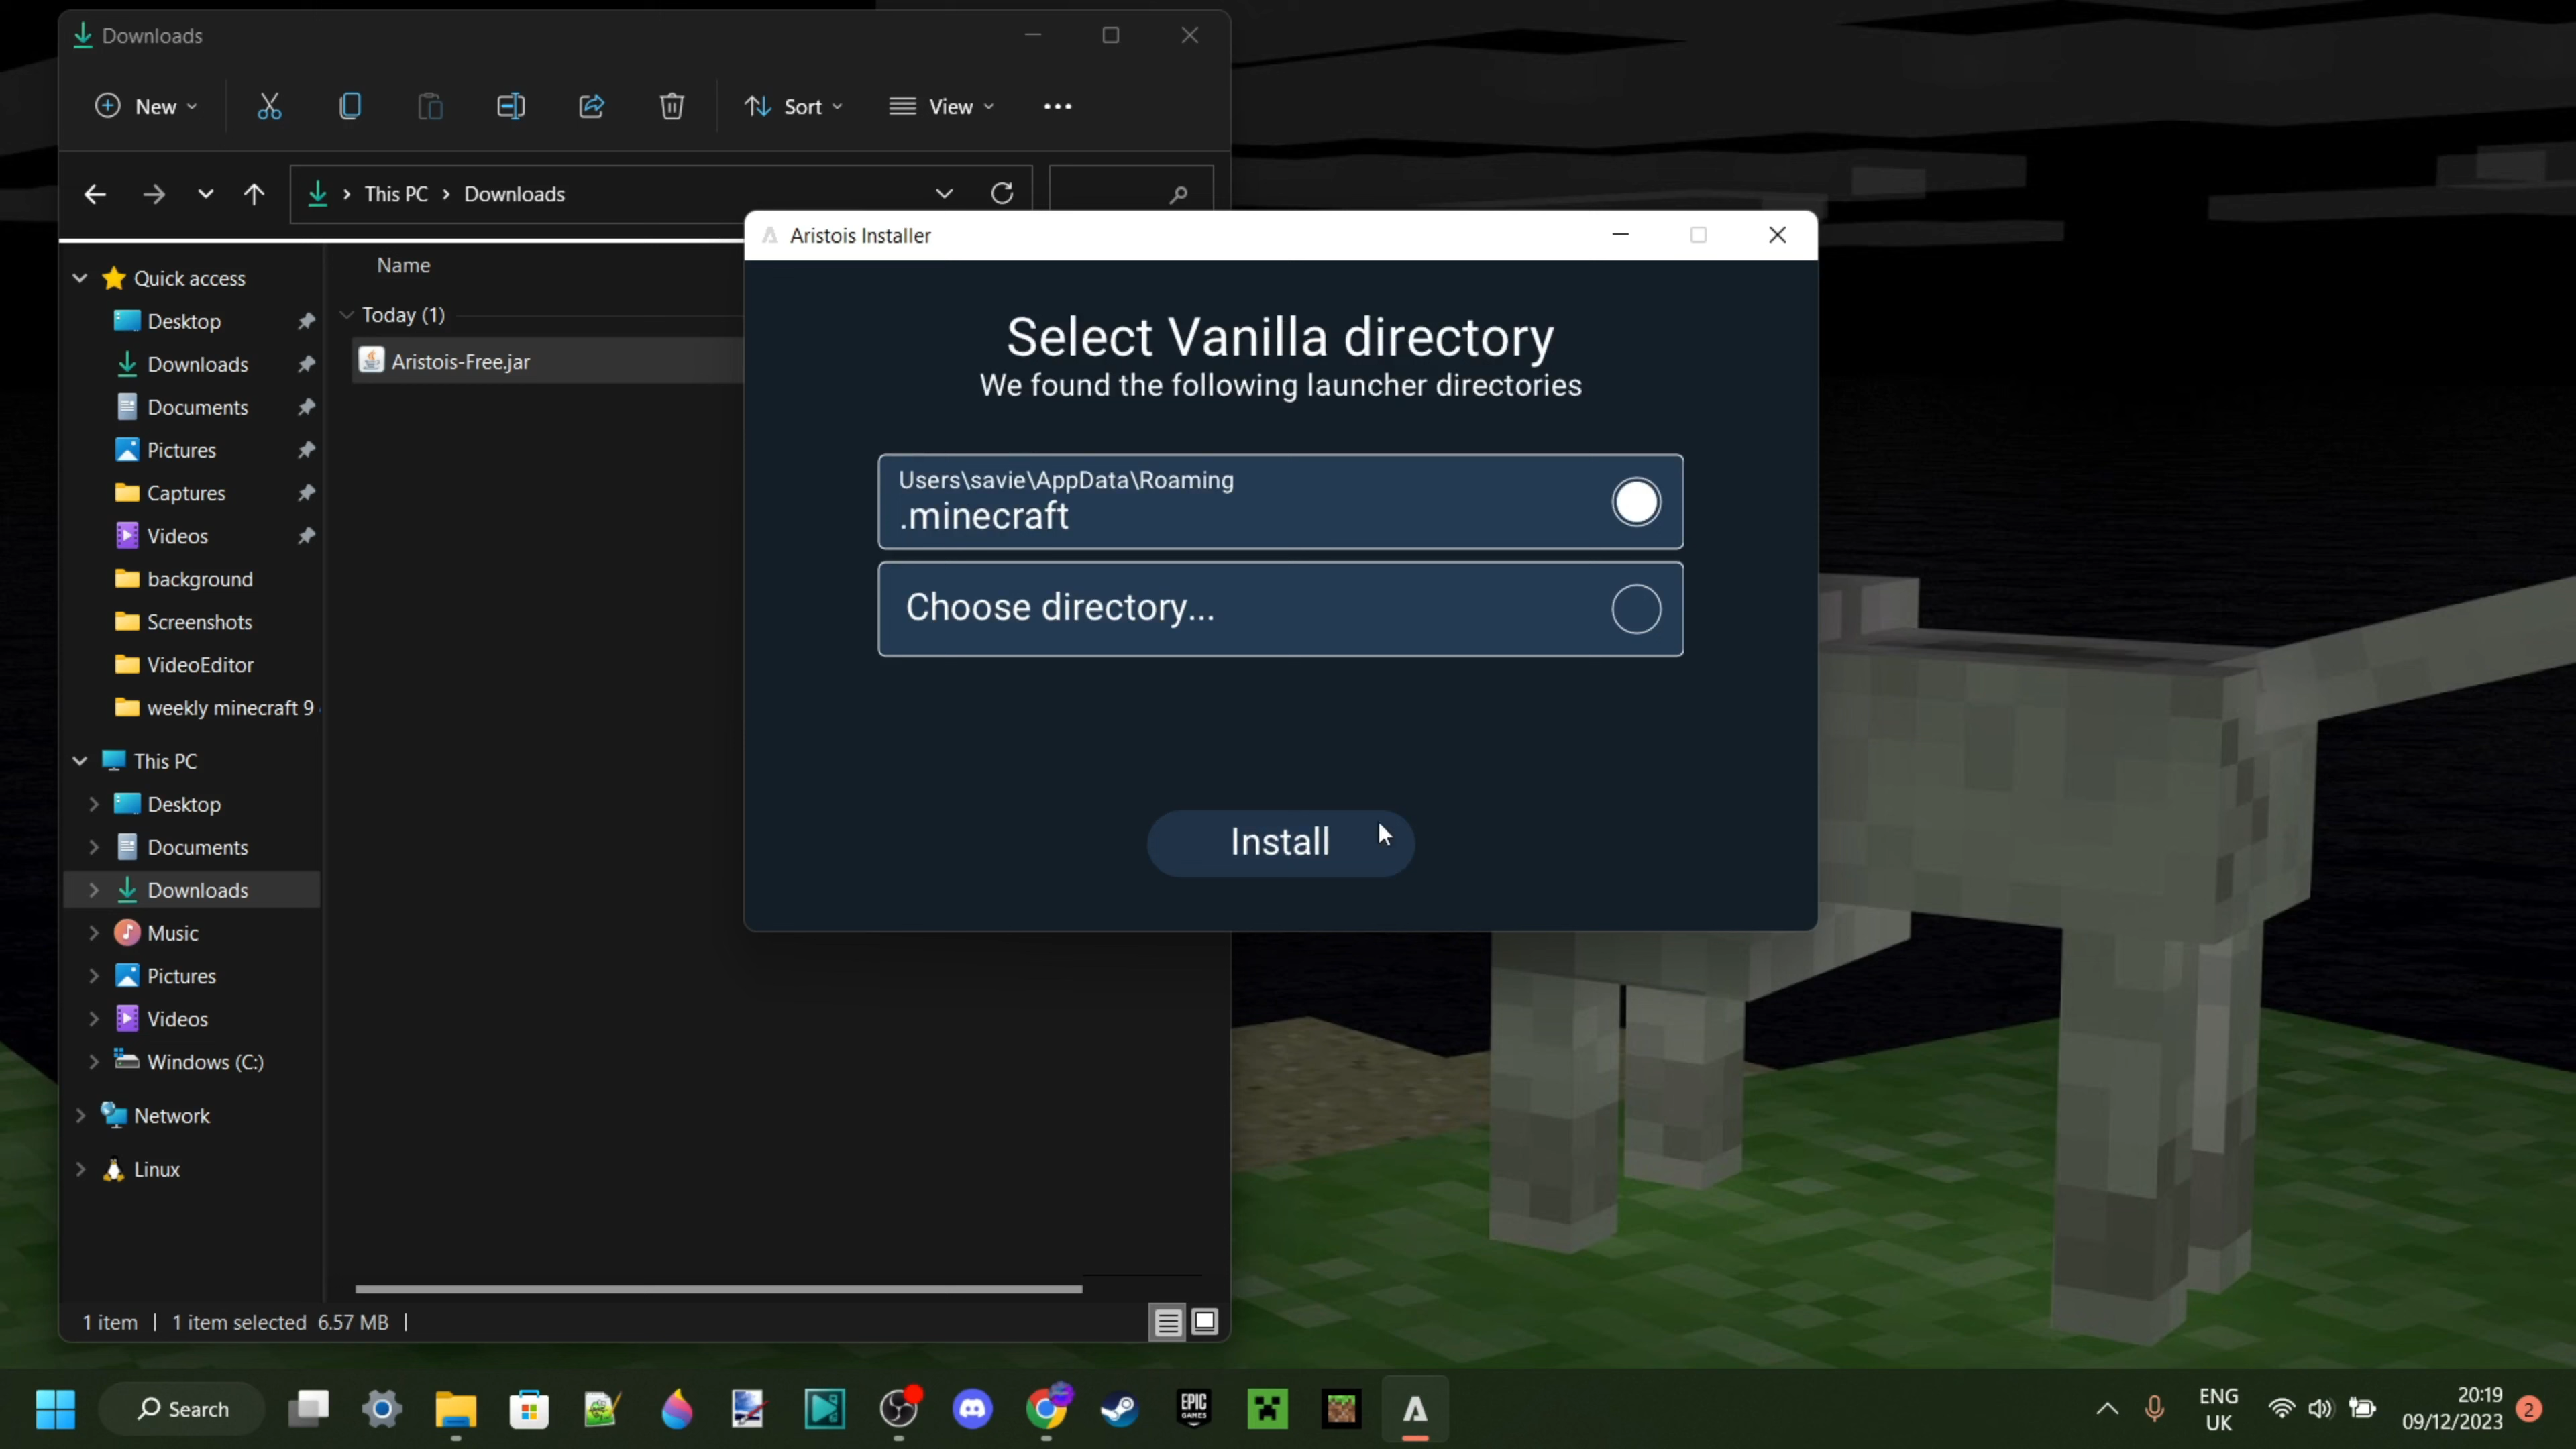 Downloads
New
Sort
View
This PC
Downloads
Aristois Installer
Name
Today (1)
Aristois-Free.jar
Quick access
Desktop
Downloads
Documents
Pictures
Captures
Videos
background
Screenshots
VideoEditor
weekly minecraft 9
This PC
Desktop
Documents
Downloads
Music
Pictures
Videos
Windows (C:)
Network
Linux
Select Vanilla directory
We found the following launcher directories
Users\savie\AppData\Roaming
.minecraft
Choose directory...
Install
1 item
1 item selected 6.57 MB
Search
EPIC
GAMES
ENG
UK
20:19
09/12/2023
2